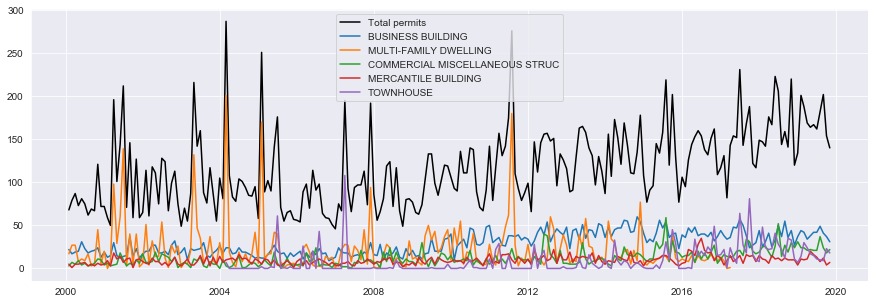 300
250
200
150
100
50
0
Total permits
BUSINESS BUILDING
MULTI-FAMILY DWELLING
COMMERCIAL MISCELLANEOUS STRUC
MERCANTILE BUILDING
TOWNHOUSE
2000 2004 2008 2012 2016 2020